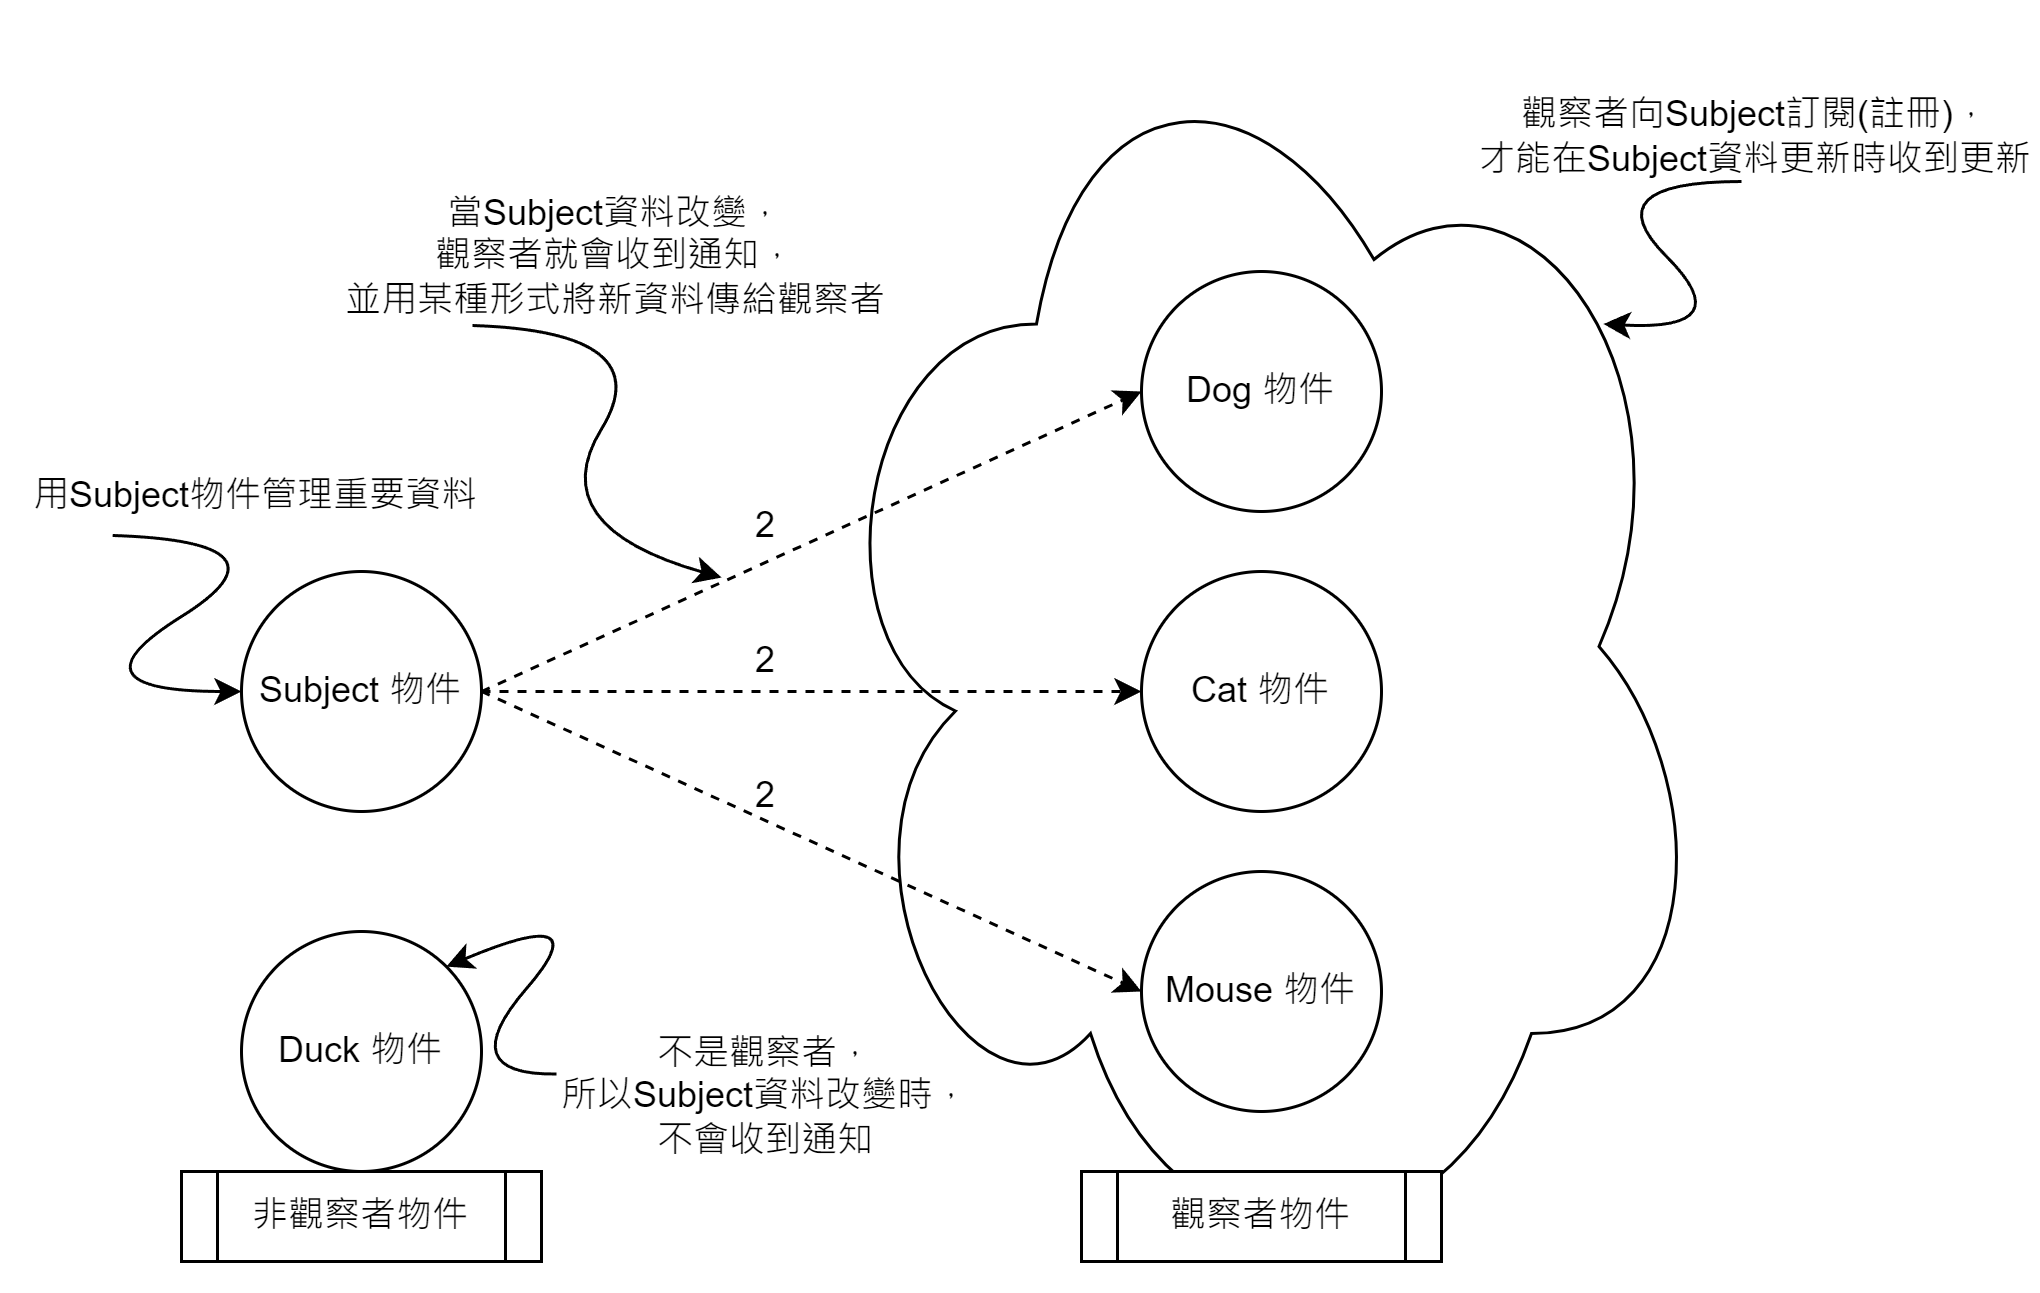 觀察者向Subject訂閱(註冊)，
才能在Subject資料更新時收到更新
當Subject資料改變，
觀察者就會收到通知，
並用某種形式將新資料傳給觀察者
Dog 物件
用Subject物件管理重要資料
2
Subject 物件
2
Cat 物件
2
Mouse 物件
Duck 物件
不是觀察者，
所以Subject資料改變時，
不會收到通知
非觀察者物件
觀察者物件